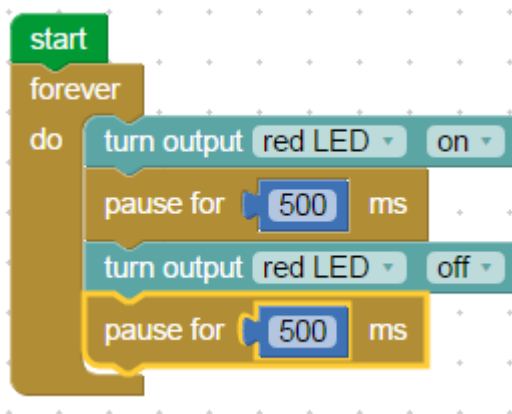 start
forever
do turn output red LED on
pause for 500 ms
turn output red LED off
pause for 500 ms